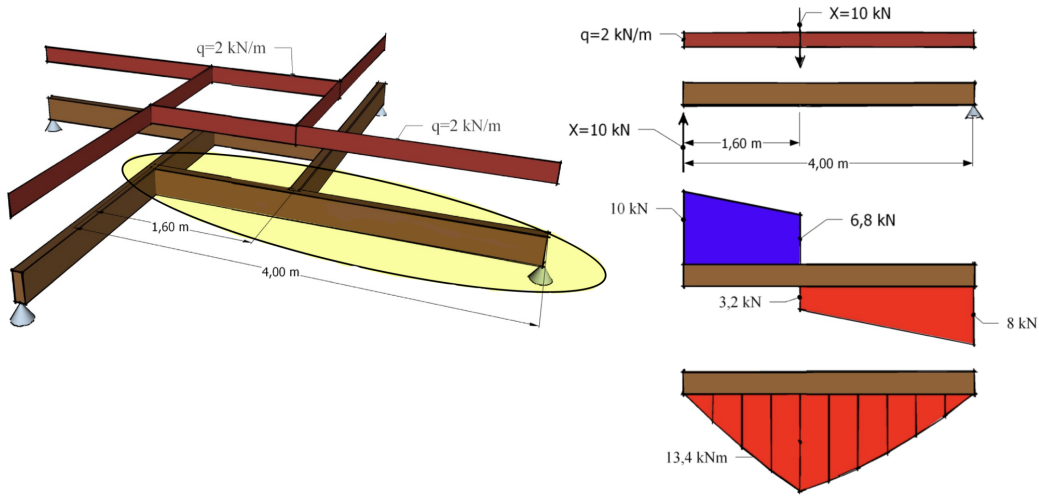 q=2 kN/m
q=2 kN/m
1,60 m
4,00 m
X=10 kN
q=2 kN/m
X=10 kN
1,60 m
4,00 m
10 kN
6,8 kN
3,2 kN
8 kN
13,4 kNm